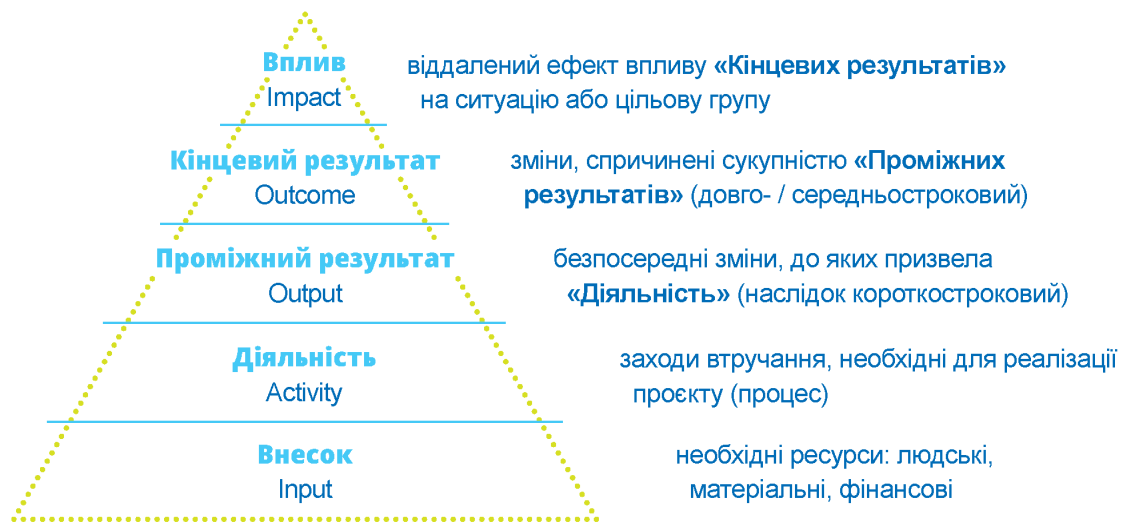 Вплив
Impact
віддалений ефект впливу «Кінцевих результатів»
на ситуацію або цільову групу
Кінцевий результат
Outcome
зміни, спричинені сукупністю «Проміжних
результатів» (довго- / середньостроковий)
Проміжний результат
Output
безпосередні зміни, до яких призвела
«Діяльність» (наслідок короткостроковий)
Діяльність
Activity
заходи втручання, необхідні для реалізації
проєкту (процес)
Внесок
Input
необхідні ресурси: людські,
матеріальні, фінансові